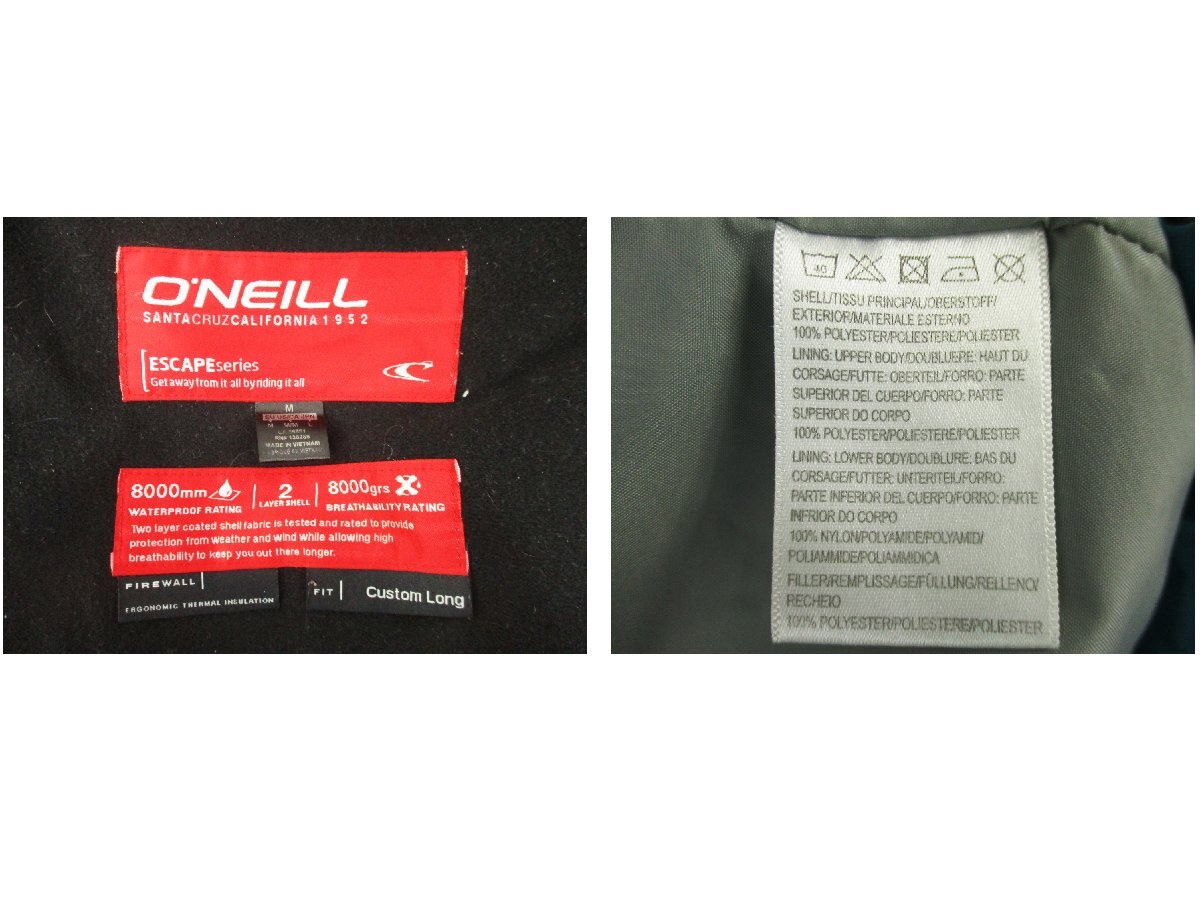 O'NEILL
SANTACRUZCALIFORNIA1952
ESCAPEseries
Get away from it all by riding it all
M
EU US/CA JPN
M M/M L
MADE IN VIETNAM
8000mm
WATERPROOF RATING
2
LAYER SHELL
8000grs
BREATHABILITY RATING
Two layer coated shell fabric is tested and rated to provide
protection from weather and wind while allowing high
breathability to keep you out there longer.
FIREWALL
ERGONOMIC THERMAL INSULATION
FIT Custom Long
40
SHELL/TISSU PRINCIPAL/OBERSTOFF/
EXTERIOR/MATERIALE ESTERNO
100% POLYESTER/POLIESTERE/POLIESTER
LINING: UPPER BODY/DOUBLUERE: HAUT DU
CORSAGE/FUTTE: OBERTEIL/FORRO: PARTE
SUPERIOR DEL CUERPO/FORRO: PARTE
SUPERIOR DO CORPO
100% POLYESTER/POLIESTERE/POLIESTER
LINING: LOWER BODY/DOUBLURE: BAS DU
CORSAGE/FUTTER: UNTERITEIL/FORRO:
PARTE INFERIOR DEL CUERPO/FORRO: PARTE
INFRIOR DO CORPO
100% NYLON/POLYAMIDE/POLYAMID/
POLIAMMIDE/POLIAMMIDICA
FILLER/REMPLISSAGE/FÜLLUNG/RELLENO/
RECHEIO
100% POLYESTER/POLIESTERE/POLIESTER